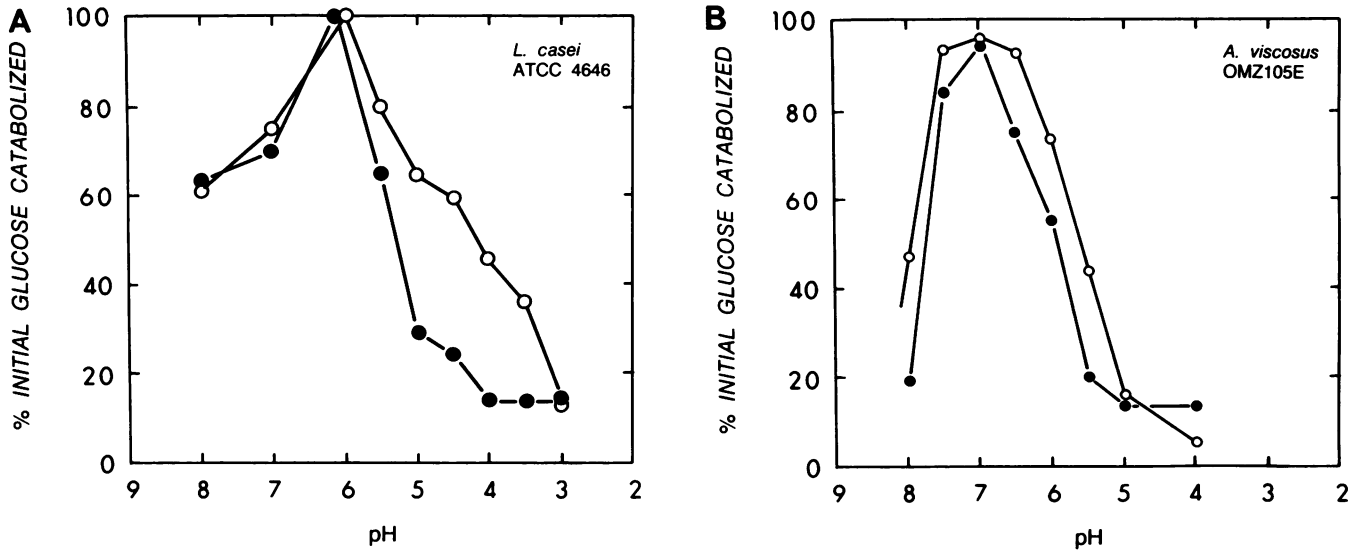 A
% INITIAL GLUCOSE CATABOLIZED
100
80
60
40
20
0
L. casei
ATCC 4646
9 8 7 6 5 4 3 2
pH
B
% INITIAL GLUCOSE CATABOLIZED
100
80
60
40
20
0
A. viscosus
OMZ105E
9 8 7 6 5 4 3 2
pH